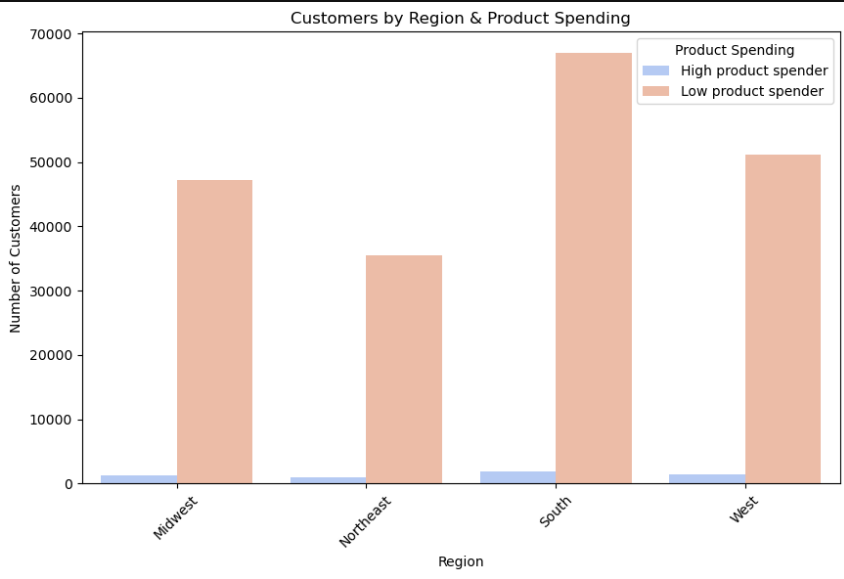 Customers by Region & Product Spending
Product Spending
High product spender
Low product spender
Number of Customers
70000
60000
50000
40000
30000
20000
10000
0
Midwest
Northeast
South
West
Region